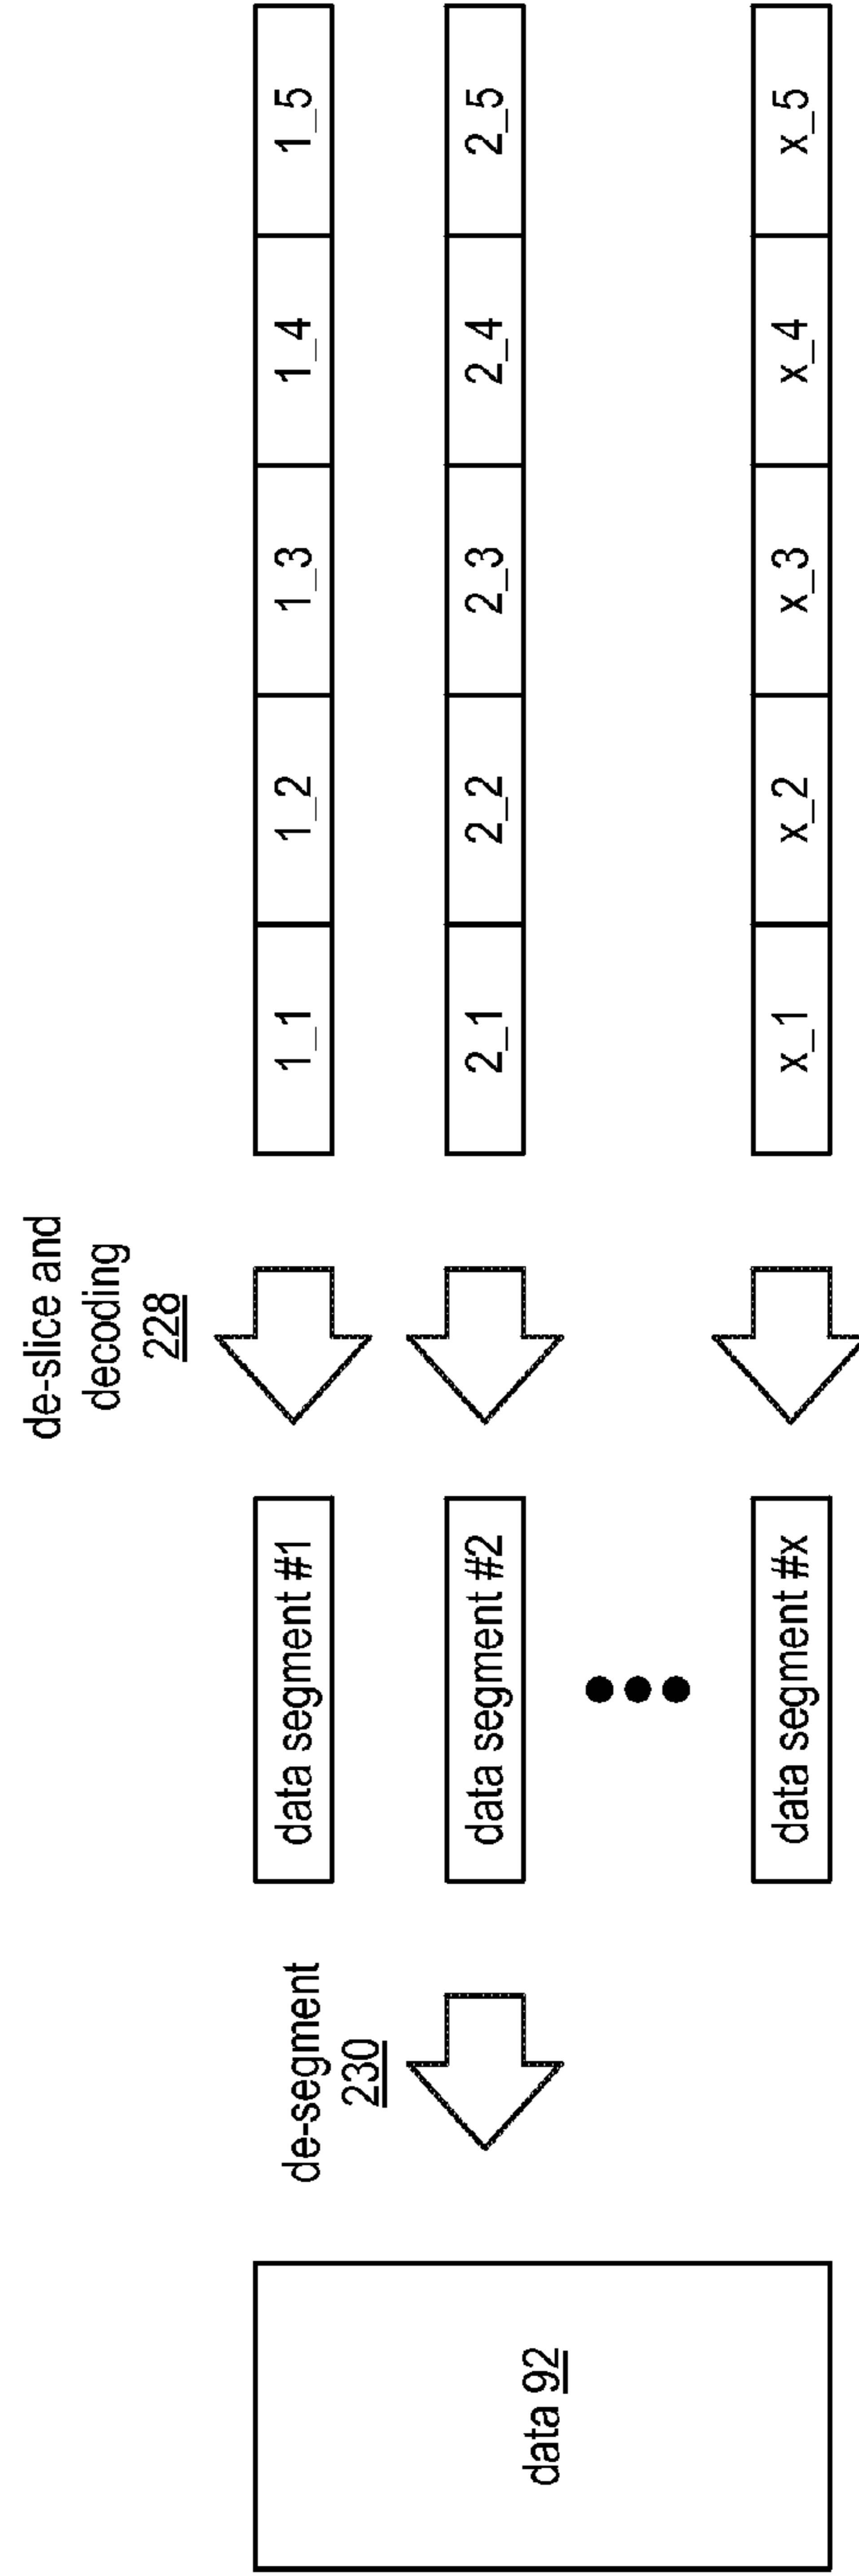 de-slice and
decoding
228
de-segment
230
data 92
data segment #1
1_1
1_2
1_3
1_4
1_5
data segment #2
2_1
2_2
2_3
2_4
2_5
data segment #x
x_1
x_2
x_3
x_4
x_5